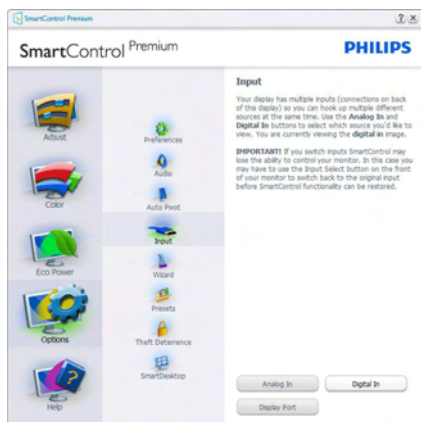 SmartControl Premium
SmartControl Premium
PHILIPS
Adjust
Color
Eco Power
Options
Help
Preferences
Audio
Auto Pivot
Input
Wizard
Presets
Theft Deterrence
SmartDesktop
Input
Your display has multiple inputs (connections on back
of this display) so you can hook up multiple different
sources at the same time. Use the Analog In and
Digital In buttons to select which source you'd like to
view. You are currently viewing the digital in image.
IMPORTANT! If you switch inputs SmartControl may
lose the ability to control your monitor. In this case you
may have to use the Input Select button on the front
of your monitor to switch back to the original input
before SmartControl functionality can be restored.
Analog In
Digital In
Display Port